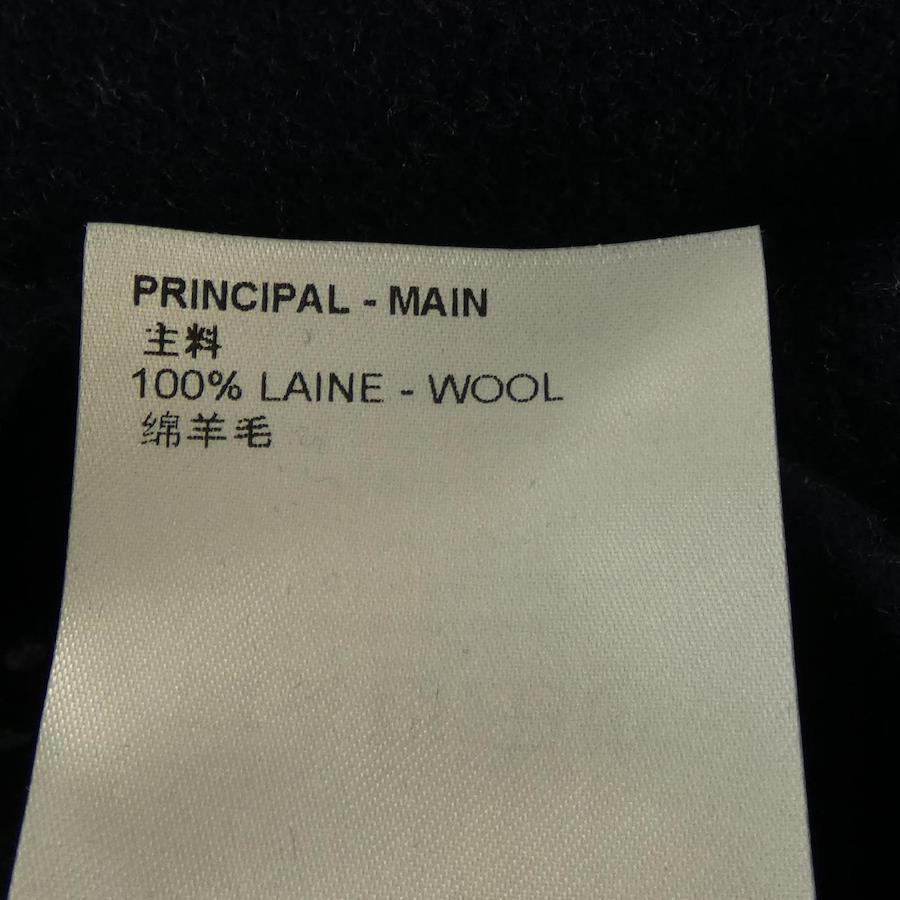 PRINCIPAL - MAIN
主料
100% LAINE - WOOL
绵羊毛